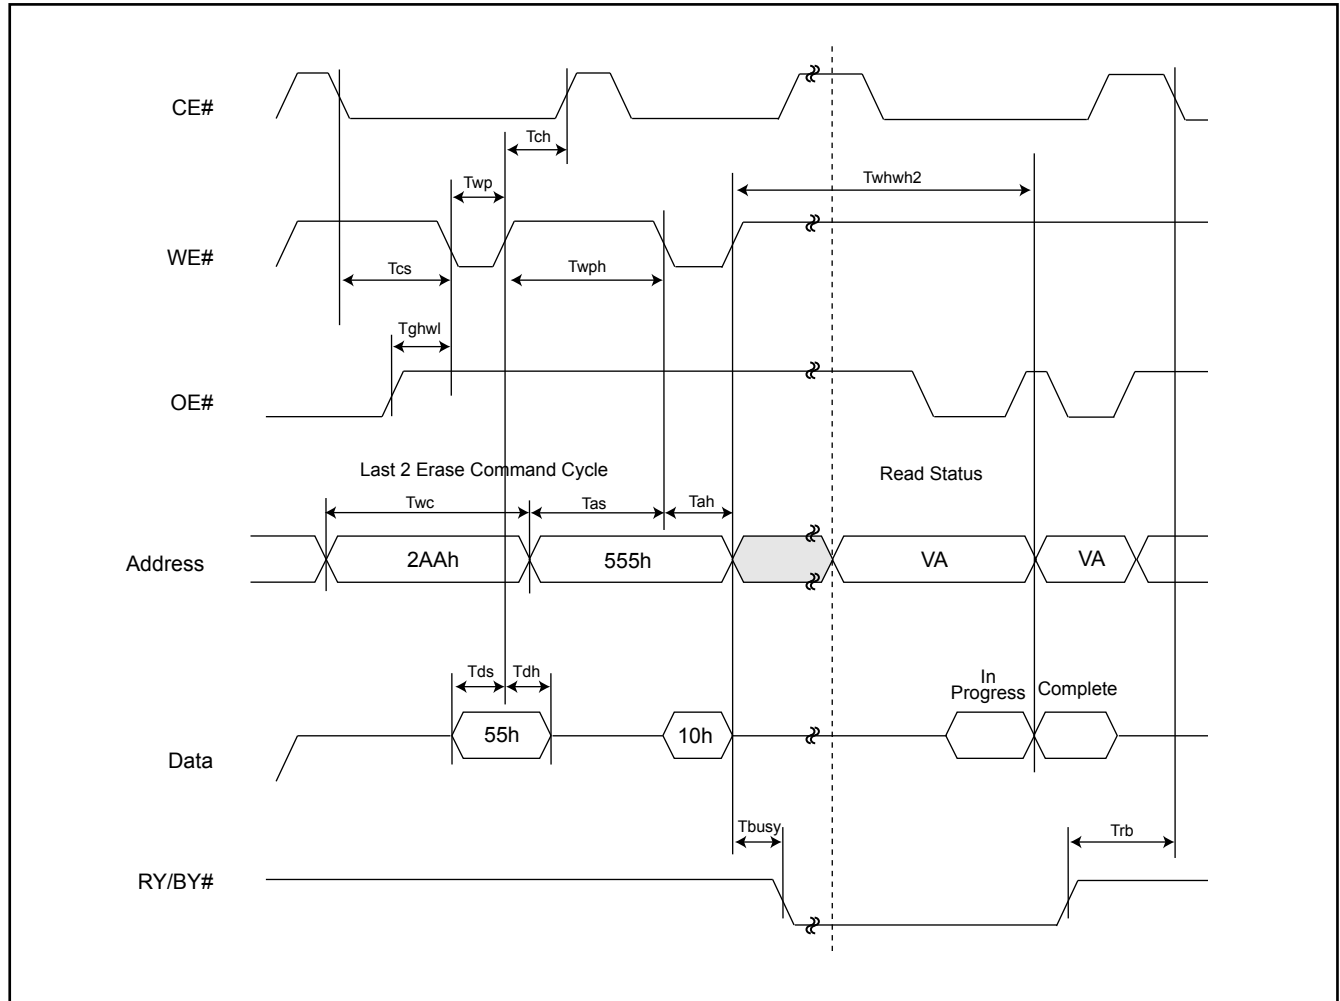 CE#
Tch
Twp
Twhwh2
WE#
Tcs
Twph
Tghwl
OE#
Last 2 Erase Command Cycle
Read Status
Twc
Tas
Tah
Address
2AAh
555h
VA
VA
Tds
Tdh
In
Progress
Complete
55h
10h
Data
Tbusy
Trb
RY/BY#